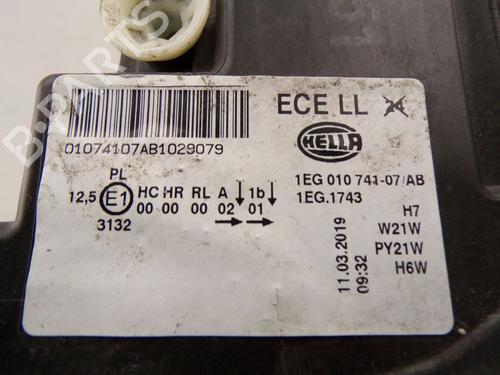 ECE LL
HELLA
01074107AB1029079
PL
12,5 E1 HC HR RL A 1b
00 00 00 02 01
3132
1EG 010 741-07/AB
1EG.1743
H7
W21W
PY21W
H6W
11.03.2019
09:32
B-PARTS